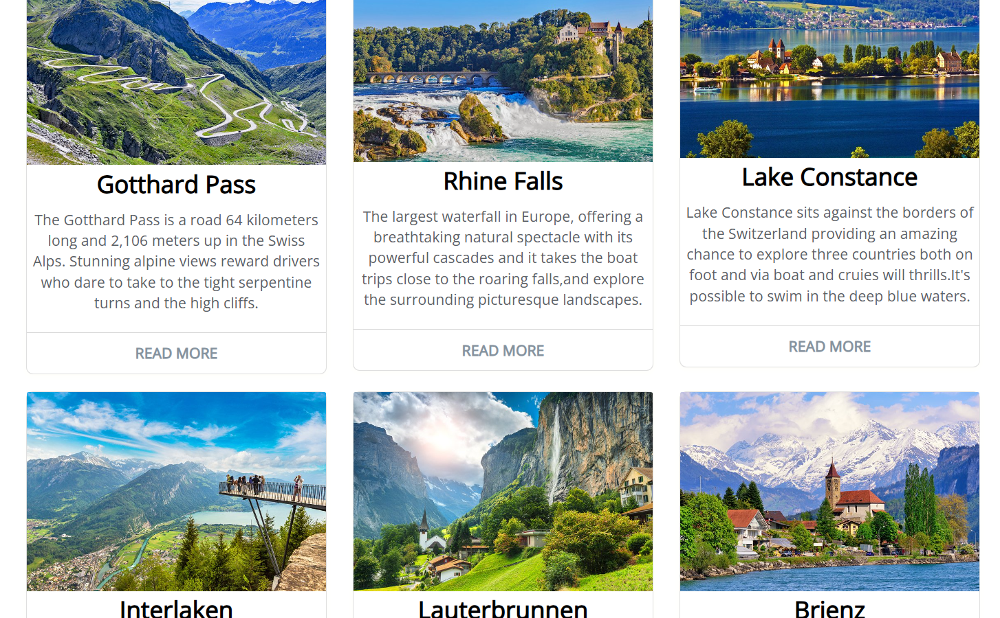 Gotthard Pass
The Gotthard Pass is a road 64 kilometers
long and 2,106 meters up in the Swiss
Alps. Stunning alpine views reward drivers
who dare to take to the tight serpentine
turns and the high cliffs.
READ MORE
Rhine Falls
The largest waterfall in Europe, offering a
breathtaking natural spectacle with its
powerful cascades and it takes the boat
trips close to the roaring falls,and explore
the surrounding picturesque landscapes.
READ MORE
Lake Constance
Lake Constance sits against the borders of
the Switzerland providing an amazing
chance to explore three countries both on
foot and via boat and cruies will thrills.It's
possible to swim in the deep blue waters.
READ MORE
Interlaken
Lauterbrunnen
Brienz